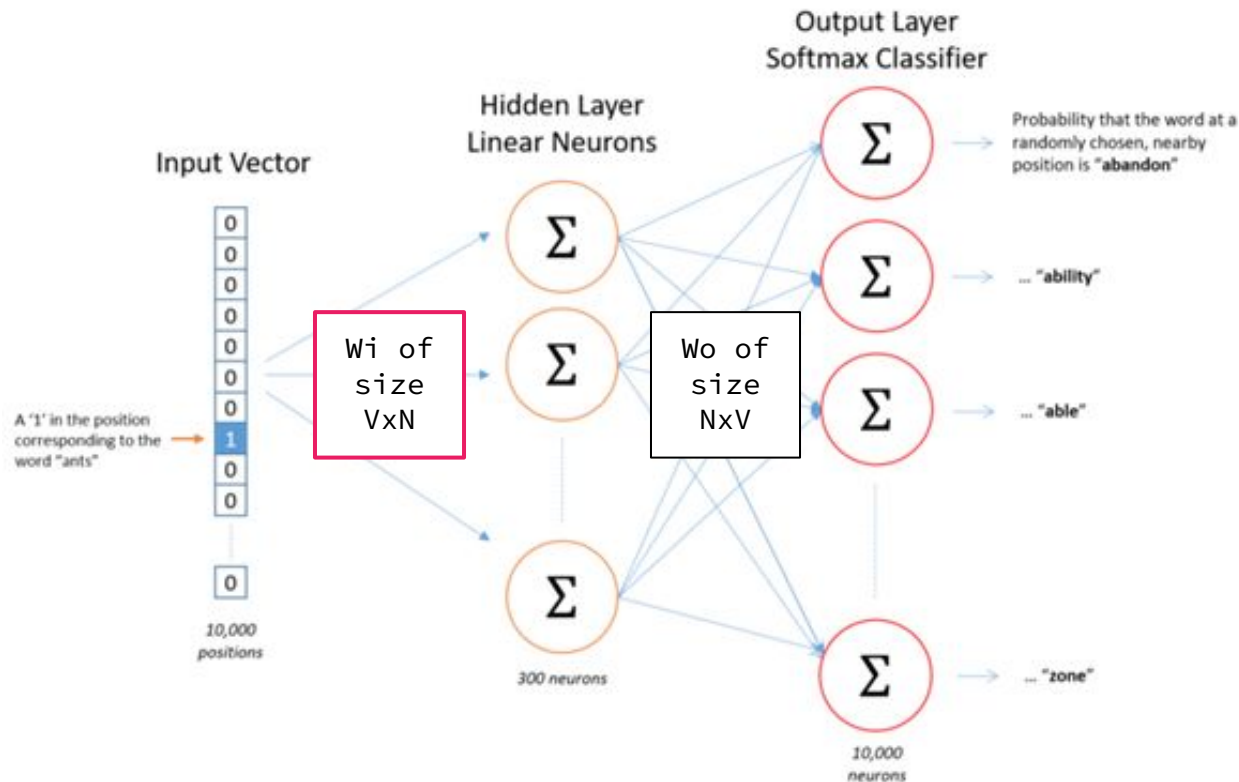 Output Layer
Softmax Classifier
Hidden Layer
Linear Neurons
Input Vector
0
0
0
0
0
0
0
1
0
0
0
A '1' in the position
corresponding to the
word "ants"
10,000
positions
Wi of
size
VxN
Σ
Σ
Σ
300 neurons
Wo of
size
NxV
Σ
Σ
Σ
Σ
10,000
neurons
Probability that the word at a
randomly chosen, nearby
position is "abandon"
... "ability"
... "able"
... "zone"